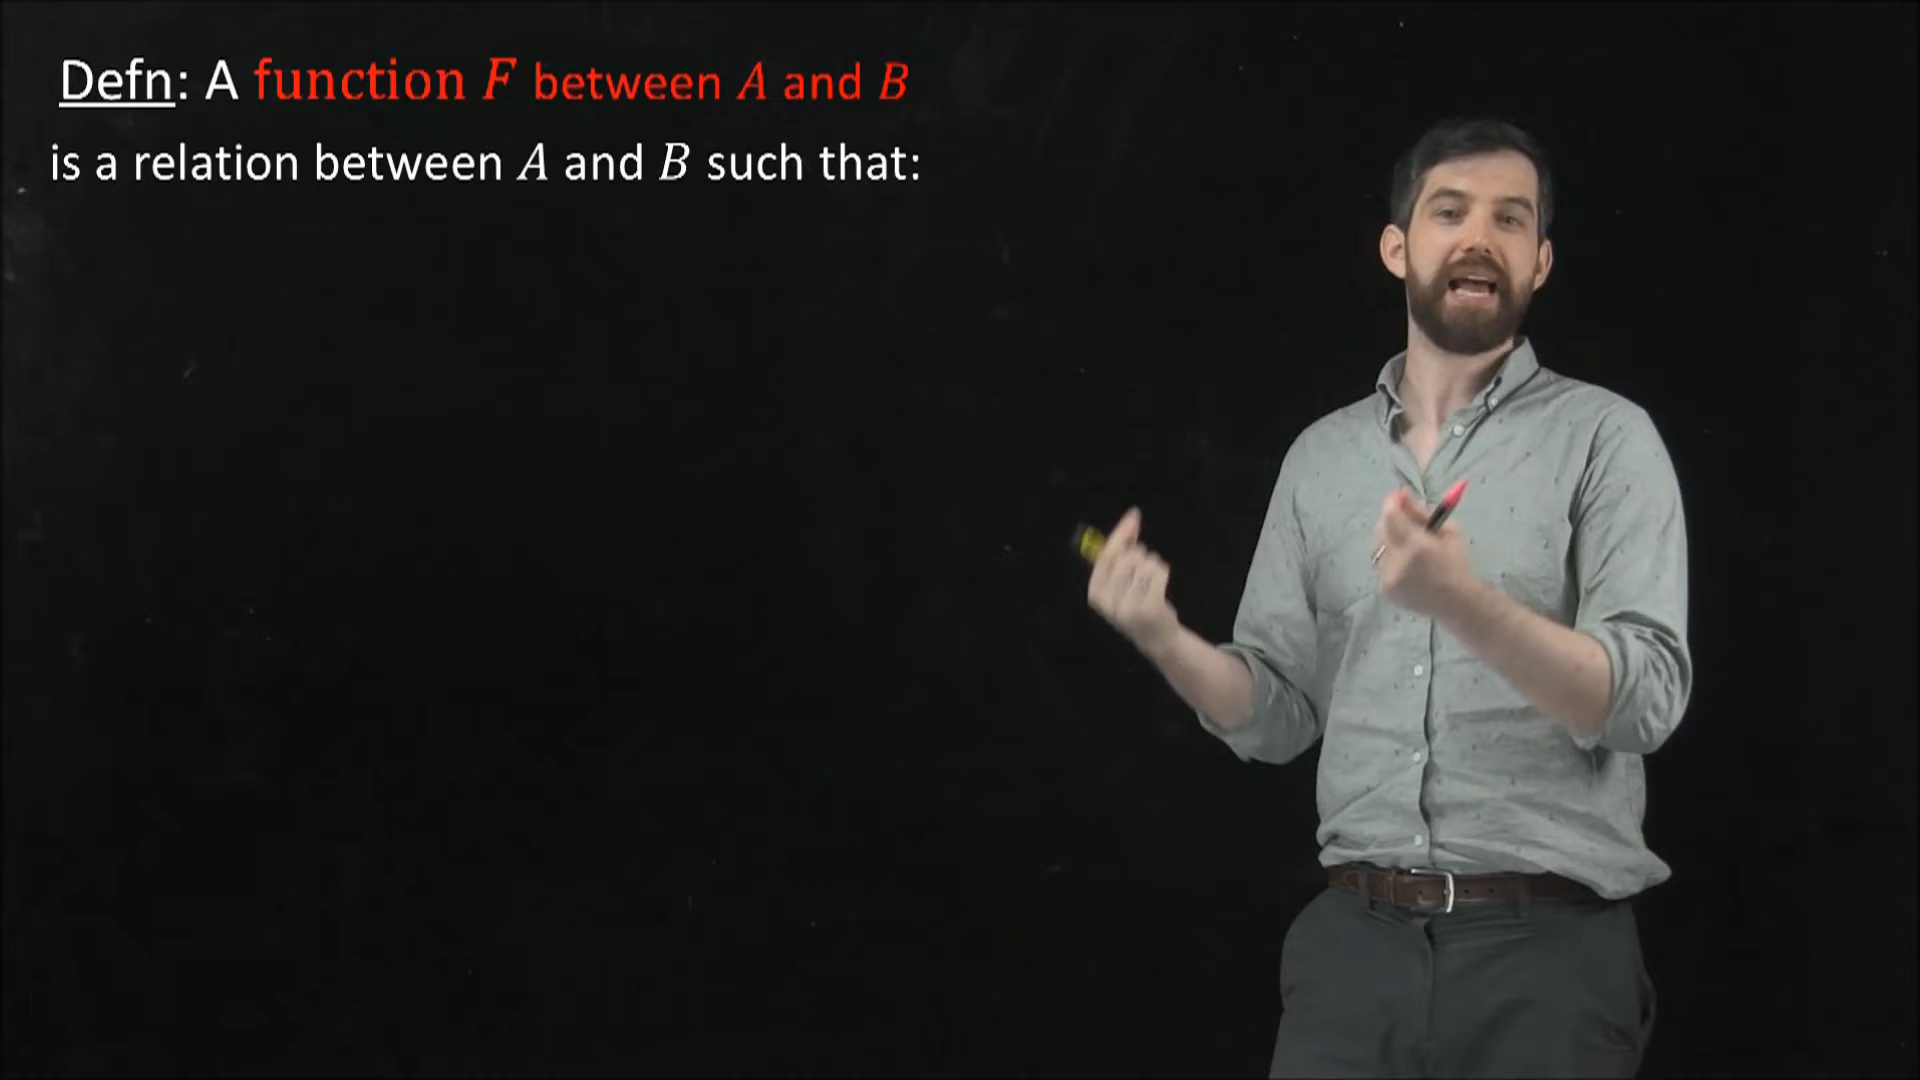 Defn: A function F between A and B
is a relation between A and B such that: